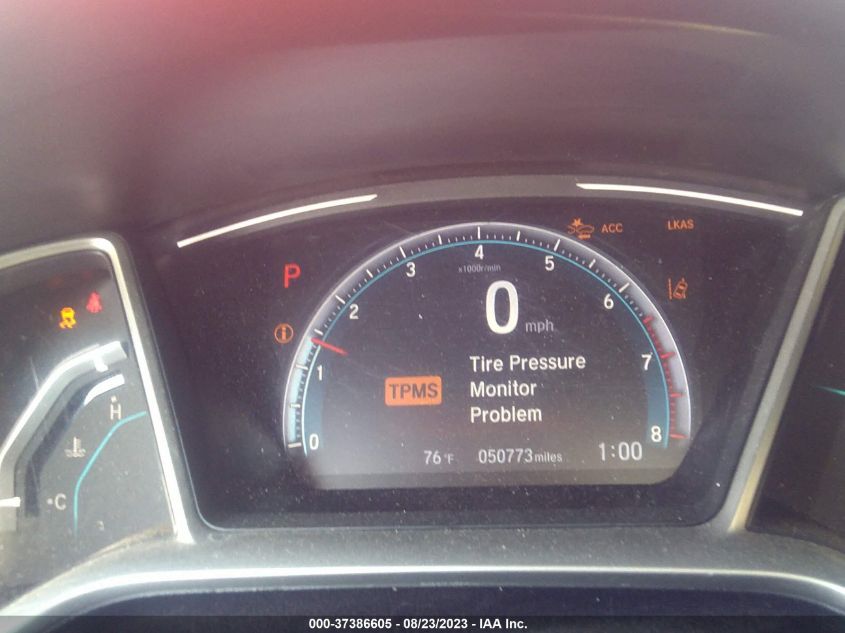 ACC LKAS
P
0 1 2 3 4 5 6 7 8
x1000r/min
0 mph
Tire Pressure
TPMS Monitor
Problem
76°F 050773 miles 1:00
H
°C
000-37386605 - 08/23/2023 - IAA Inc.